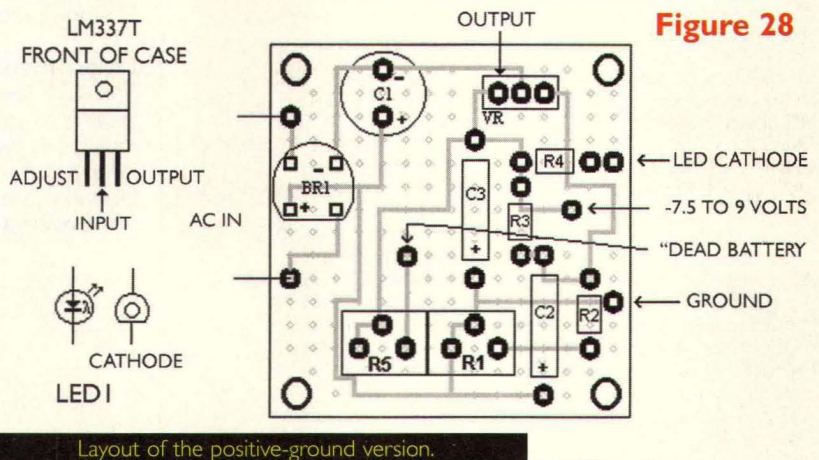 Figure 28
LM337T
FRONT OF CASE
ADJUST
OUTPUT
INPUT
AC IN
LED1
CATHODE
OUTPUT
C1
-
+
VR
BR1
-
+
C3
+
R4
R3
C2
+
R2
R5
R1
LED CATHODE
-7.5 TO 9 VOLTS
"DEAD BATTERY
GROUND
Layout of the positive-ground version.